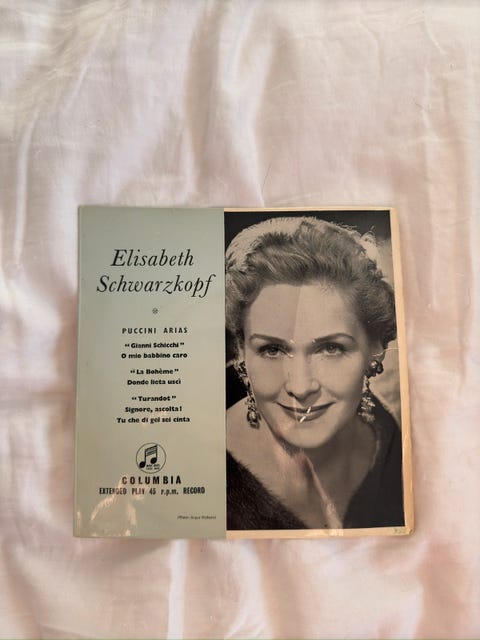 Elisabeth
Schwarzkopf
PUCCINI ARIAS
"Gianni Schicchi"
O mio babbino caro
"La Bohème"
Donde lieta uscì
"Turandot"
Signore, ascolta!
Tu che di gel sei cinta
COLUMBIA
EXTENDED PLAY 45 r.p.m. RECORD